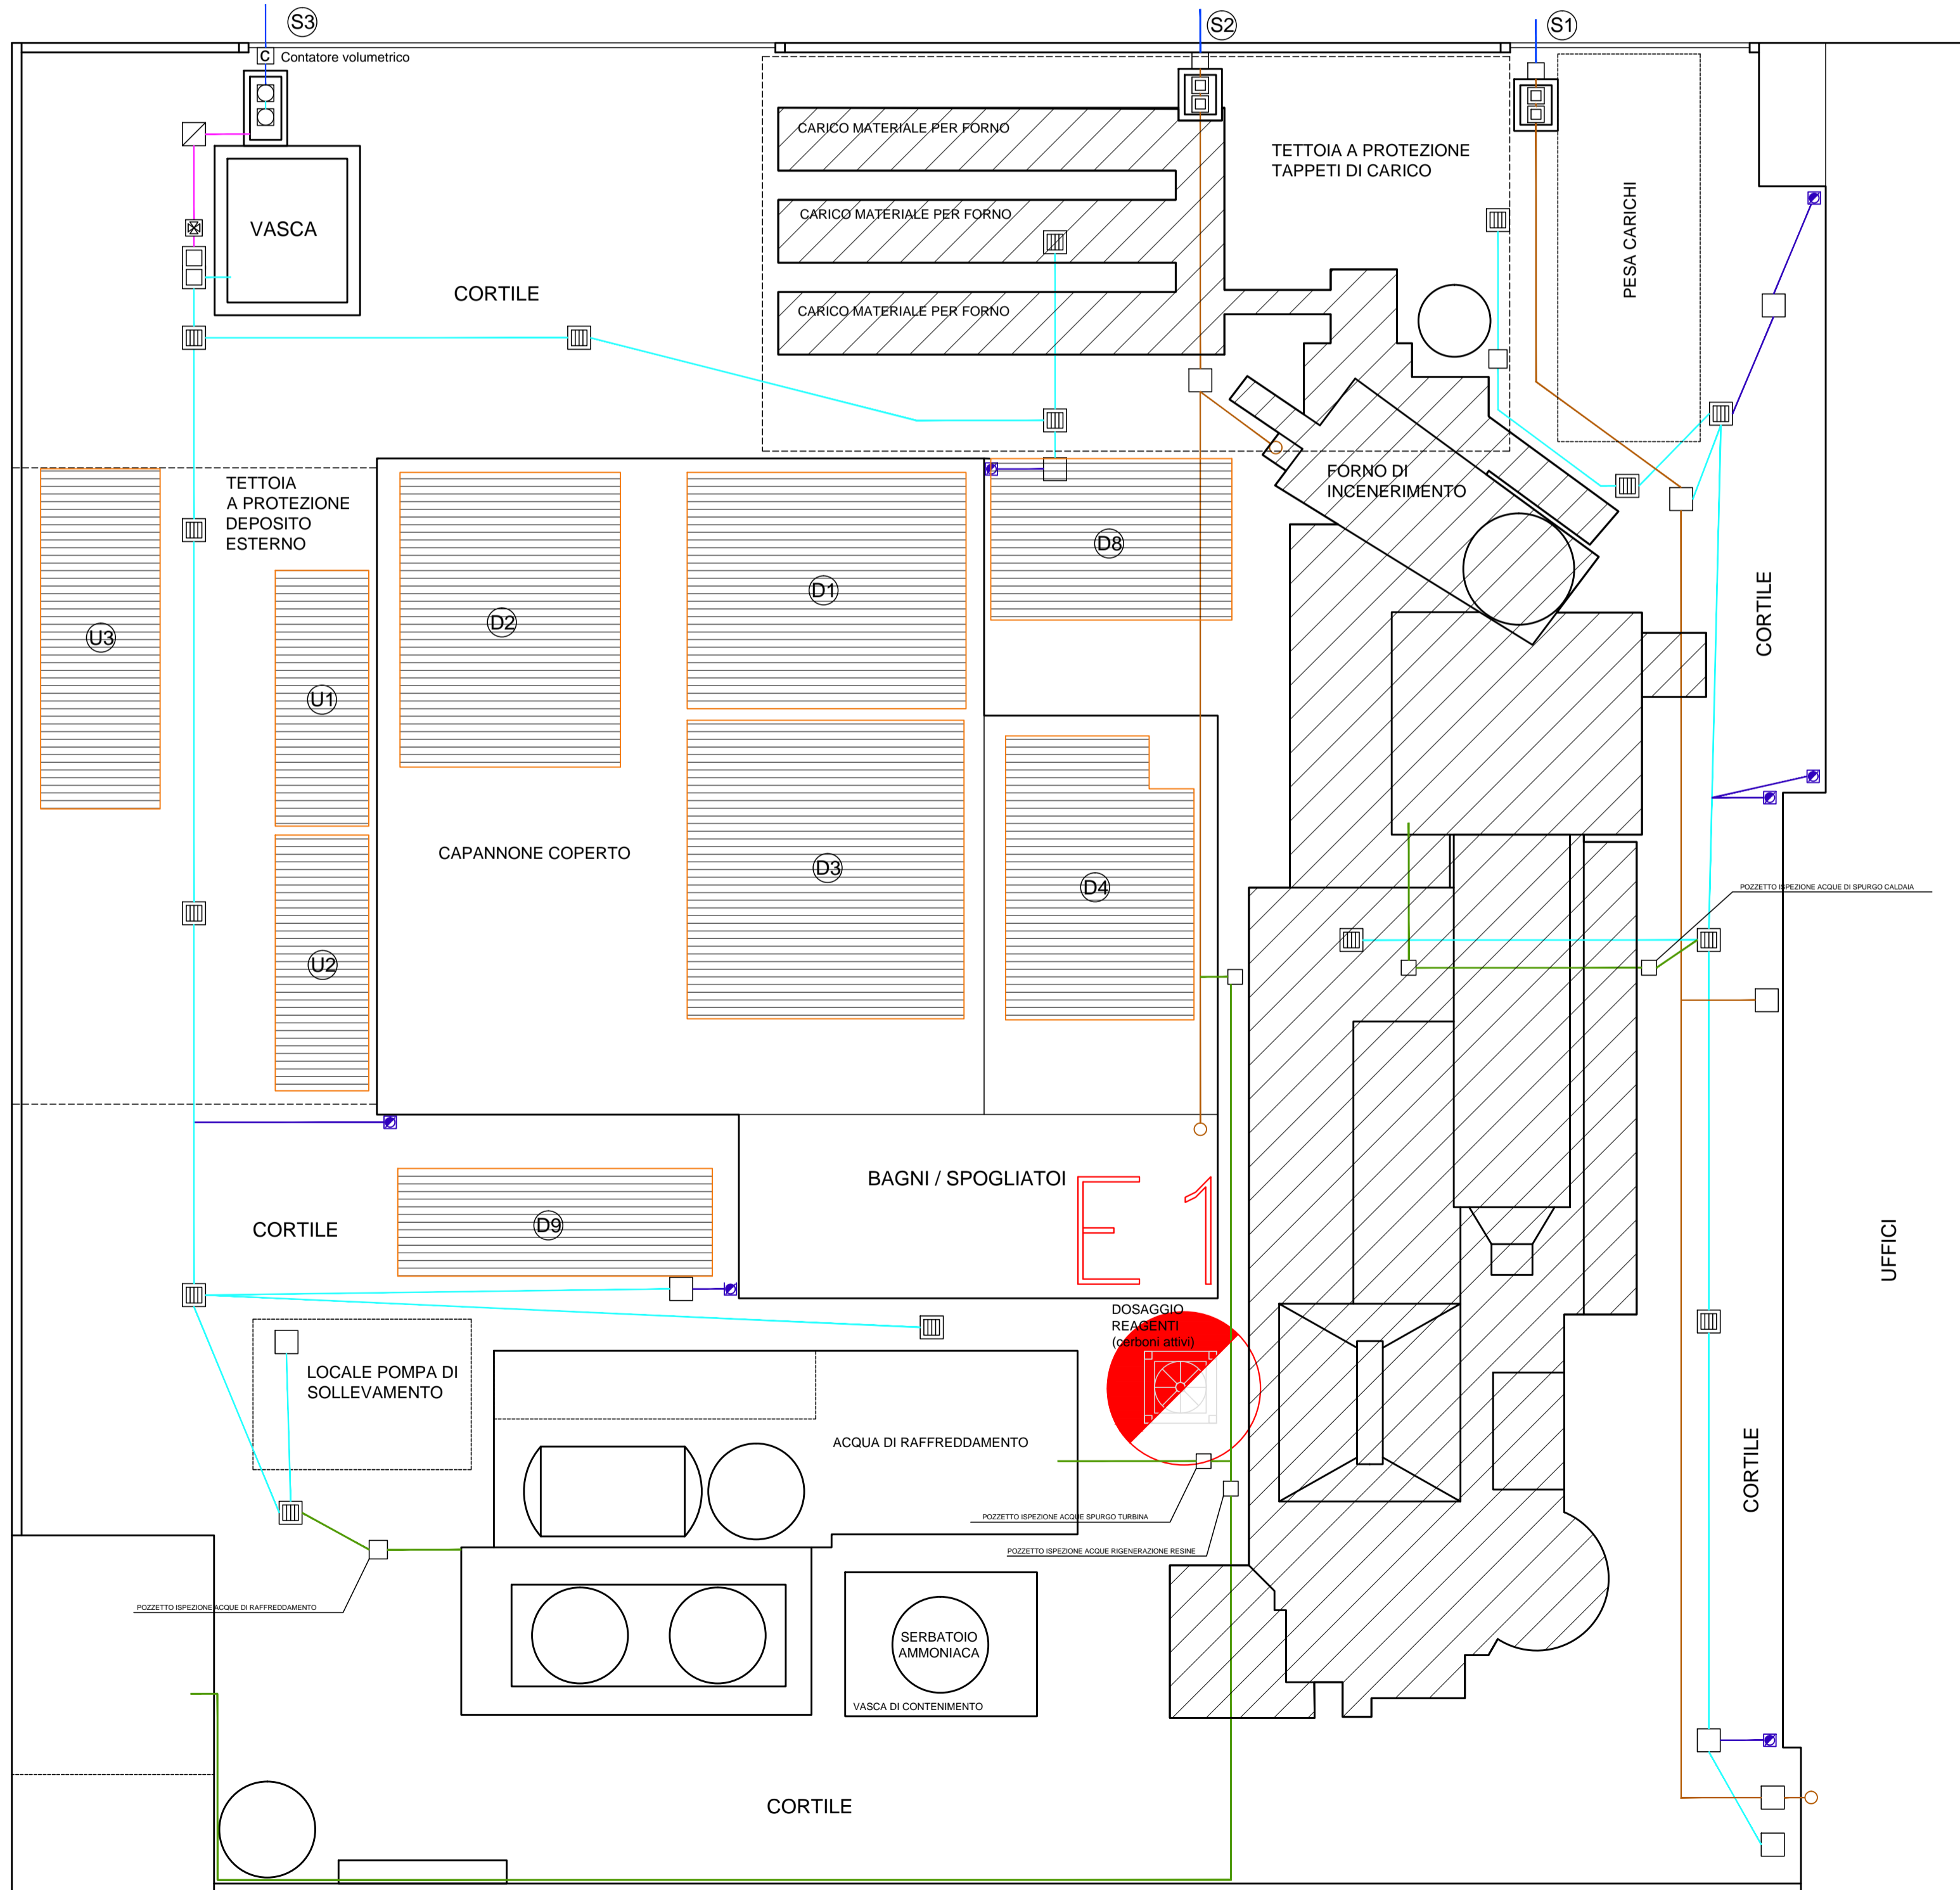 S3
S2
S1
C Contatore volumetrico
CARICO MATERIALE PER FORNO
TETTOIA A PROTEZIONE
TAPPETI DI CARICO
PESA CARICHI
VASCA
CARICO MATERIALE PER FORNO
CORTILE
CARICO MATERIALE PER FORNO
FORNO DI
INCENERIMENTO
TETTOIA
A PROTEZIONE
DEPOSITO
ESTERNO
D8
D1
D2
U3
U1
CORTILE
CAPANNONE COPERTO
D3
D4
POZZETTO ISPEZIONE ACQUE DI SPURGO CALDAIA
U2
BAGNI / SPOGLIATOI
E 1
CORTILE
D9
UFFICI
DOSAGGIO
REAGENTI
(cerboni attivi)
LOCALE POMPA DI
SOLLEVAMENTO
ACQUA DI RAFFREDDAMENTO
CORTILE
POZZETTO ISPEZIONE ACQUE SPURGO TURBINA
POZZETTO ISPEZIONE ACQUE RIGENERAZIONE RESINE
POZZETTO ISPEZIONE ACQUE DI RAFFREDDAMENTO
SERBATOIO
AMMONIACA
VASCA DI CONTENIMENTO
CORTILE